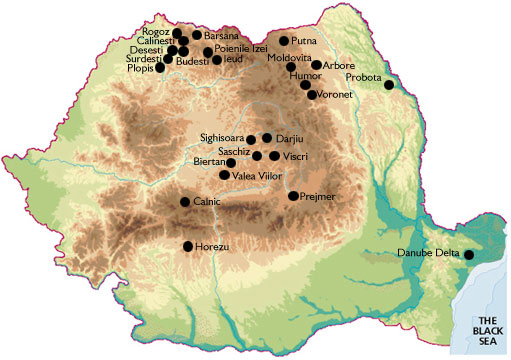 Rogoz
Barsana
Calinesti
Putna
Desesti
Poienile Izei
Surdesti
Budesti
Ieud
Plopis
Moldovita
Arbore
Humor
Probota
Voronet
Sighisoara
Darjiu
Saschiz
Viscri
Biertan
Valea Viilor
Calnic
Prejmer
Horezu
Danube Delta
THE
BLACK
SEA